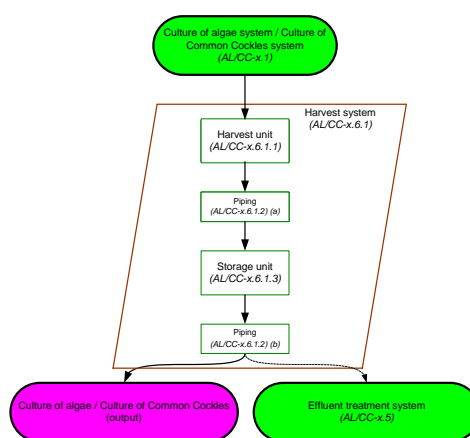 Culture of algae system / Culture of
Common Cockles system
(AL/CC-x.1)
Harvest system
(AL/CC-x.6.1)
Harvest unit
(AL/CC-x.6.1.1)
Piping
(AL/CC-x.6.1.2) (a)
Storage unit
(AL/CC-x.6.1.3)
Piping
(AL/CC-x.6.1.2) (b)
Culture of algae / Culture of Common Cockles
(output)
Effluent treatment system
(AL/CC-x.5)